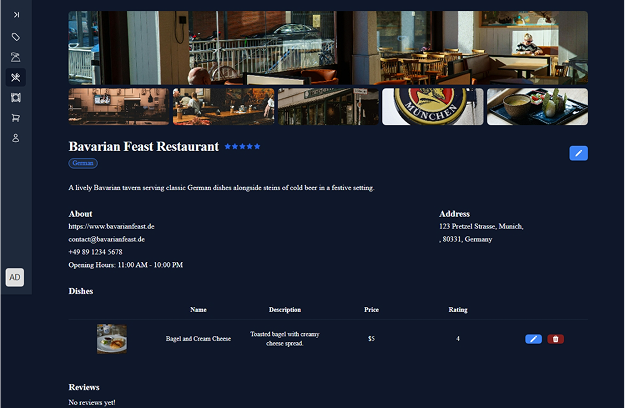 MÜNCHEN
Bavarian Feast Restaurant
German
A lively Bavarian tavern serving classic German dishes alongside steins of cold beer in a festive setting.
About
https://www.bavarianfeast.de
contact@bavarianfeast.de
+49 89 1234 5678
Opening Hours: 11:00 AM - 10:00 PM
Address
123 Pretzel Strasse, Munich,
, 80331, Germany
AD
Dishes
Name Description Price Rating
Bagel and Cream Cheese Toasted bagel with creamy cheese spread. $5 4
Reviews
No reviews yet!